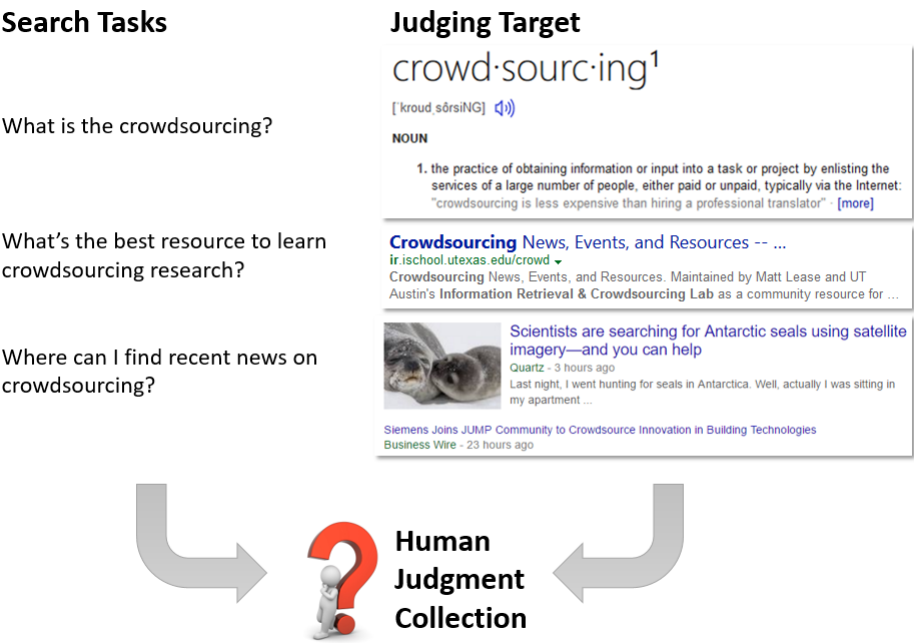 Search Tasks
Judging Target
What is the crowdsourcing?
crowd·sourc·ing¹
[ˈkroud ˌsôrsiNG]
NOUN
1. the practice of obtaining information or input into a task or project by enlisting the
services of a large number of people, either paid or unpaid, typically via the Internet:
"crowdsourcing is less expensive than hiring a professional translator" · [more]
What's the best resource to learn
crowdsourcing research?
Crowdsourcing News, Events, and Resources -- ...
ir.ischool.utexas.edu/crowd
Crowdsourcing News, Events, and Resources. Maintained by Matt Lease and UT
Austin's Information Retrieval & Crowdsourcing Lab as a community resource for ...
Where can I find recent news on
crowdsourcing?
Scientists are searching for Antarctic seals using satellite
imagery—and you can help
Quartz - 3 hours ago
Last night, I went hunting for seals in Antarctica. Well, actually I was sitting in
my apartment ...
Siemens Joins JUMP Community to Crowdsource Innovation in Building Technologies
Business Wire - 23 hours ago
Human
Judgment
Collection